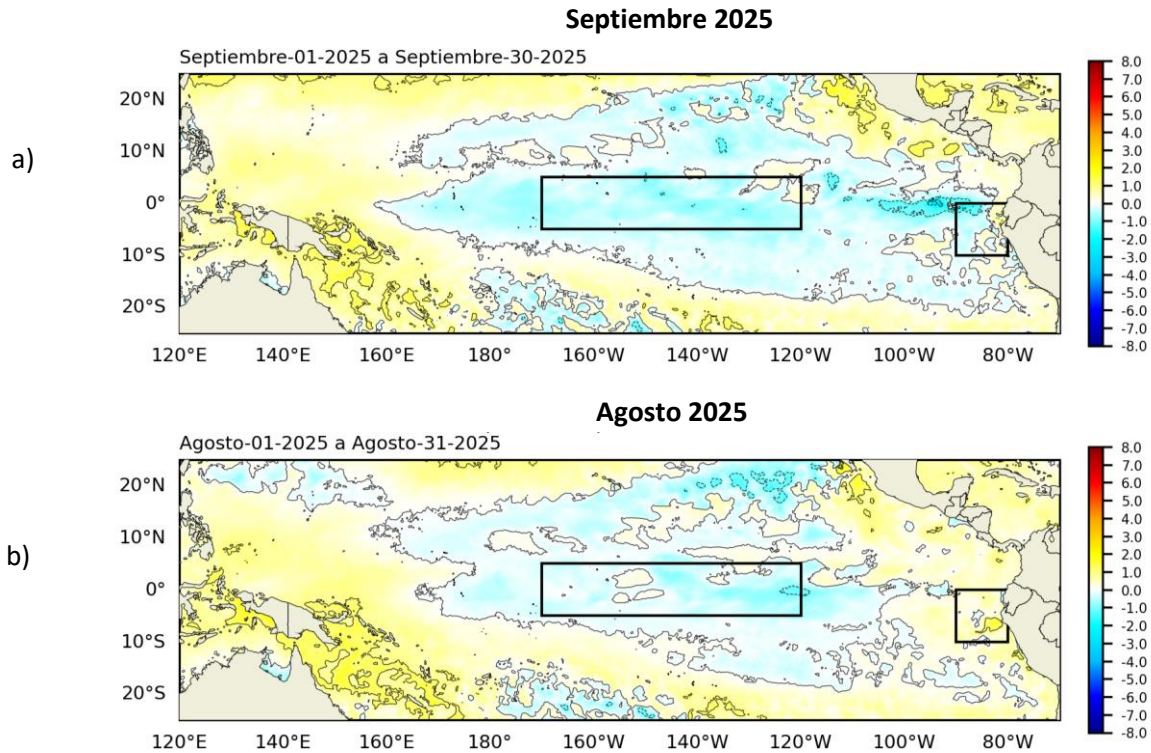 Septiembre 2025
Septiembre-01-2025 a Septiembre-30-2025
a)
20°N
10°N
0°
10°S
20°S
120°E 140°E 160°E 180° 160°W 140°W 120°W 100°W 80°W
8.0
7.0
6.0
5.0
4.0
3.0
2.0
1.0
0.0
-1.0
-2.0
-3.0
-4.0
-5.0
-6.0
-7.0
-8.0
Agosto 2025
Agosto-01-2025 a Agosto-31-2025
b)
20°N
10°N
0°
10°S
20°S
120°E 140°E 160°E 180° 160°W 140°W 120°W 100°W 80°W
8.0
7.0
6.0
5.0
4.0
3.0
2.0
1.0
0.0
-1.0
-2.0
-3.0
-4.0
-5.0
-6.0
-7.0
-8.0